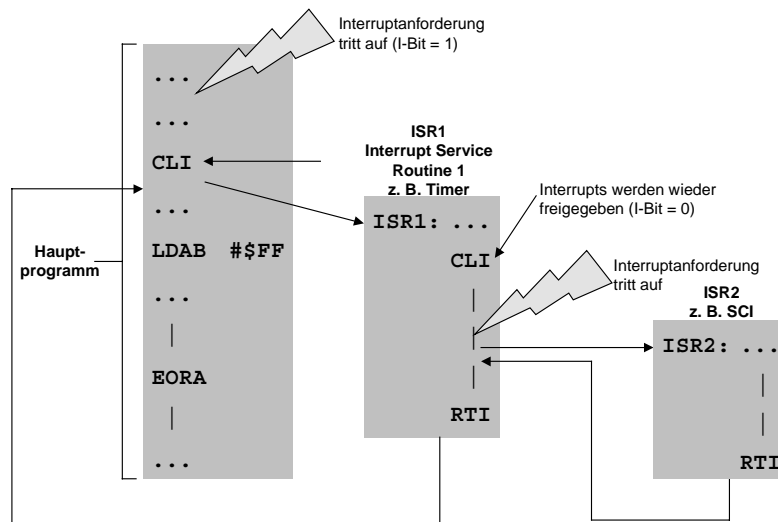 Interruptanforderung
tritt auf (I-Bit = 1)
...
...
CLI
...
LDAB #$FF
...
|
EORA
|
...
Haupt-
programm
ISR1
Interrupt Service
Routine 1
z. B. Timer
ISR1: ...
CLI
|
|
|
RTI
Interrupts werden wieder
freigegeben (I-Bit = 0)
Interruptanforderung
tritt auf
ISR2
z. B. SCI
ISR2: ...
|
|
RTI